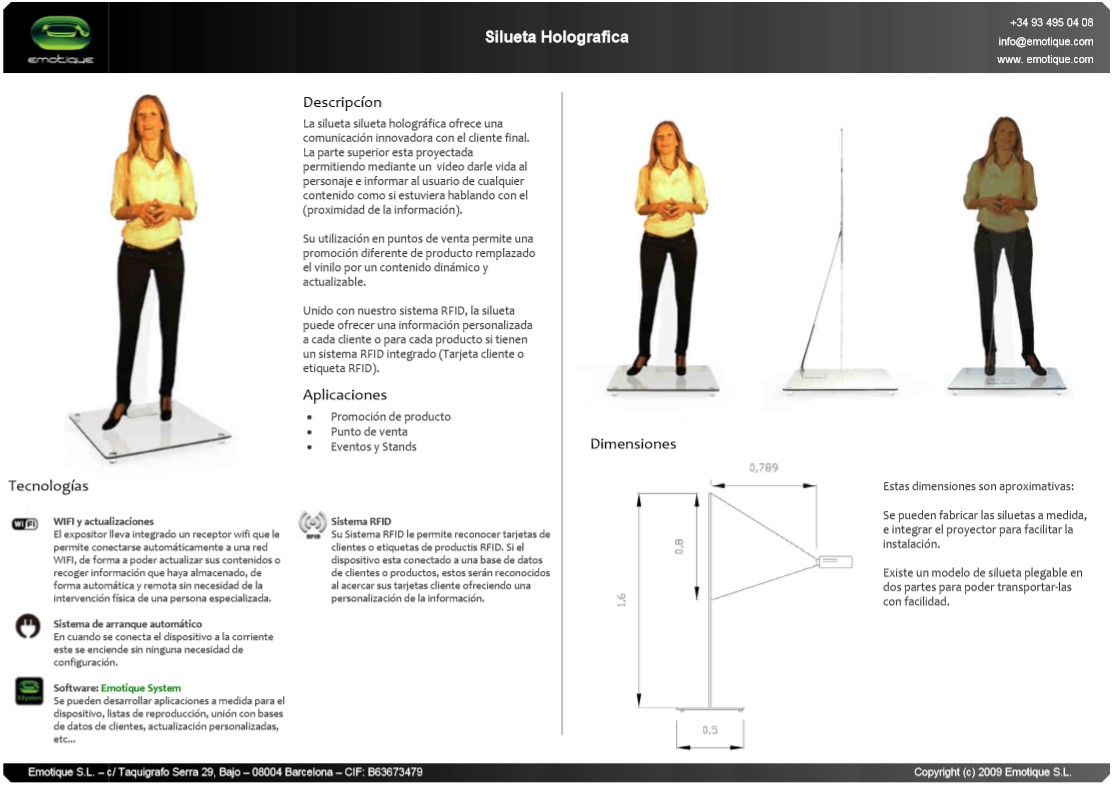 emotique
Silueta Holografica
+34 93 495 04 08
info@emotique.com
www. emotique.com
Descripcíon
La silueta silueta holográfica ofrece una
comunicación innovadora con el cliente final.
La parte superior esta proyectada
permitiendo mediante un video darle vida al
personaje e informar al usuario de cualquier
contenido como si estuviera hablando con el
(proximidad de la información).
Su utilización en puntos de venta permite una
promoción diferente de producto remplazado
el vinilo por un contenido dinámico y
actualizable.
Unido con nuestro sistema RFID, la silueta
puede ofrecer una información personalizada
a cada cliente o para cada producto si tienen
un sistema RFID integrado (Tarjeta cliente o
etiqueta RFID).
Aplicaciones
• Promoción de producto
• Punto de venta
• Eventos y Stands
Tecnologías
WiFi
WIFI y actualizaciones
El expositor lleva integrado un receptor wifi que le
permite conectarse automáticamente a una red
WIFI, de forma a poder actualizar sus contenidos o
recoger información que haya almacenado, de
forma automática y remota sin necesidad de la
intervención física de una persona especializada.
Sistema de arranque automático
En cuando se conecta el dispositivo a la corriente
este se enciende sin ninguna necesidad de
configuración.
Software: Emotique System
Se pueden desarrollar aplicaciones a medida para el
dispositivo, listas de reproducción, unión con bases
de datos de clientes, actualización personalizadas,
etc...
RFID
Sistema RFID
Su Sistema RFID le permite reconocer tarjetas de
clientes o etiquetas de productis RFID. Si el
dispositivo esta conectado a una base de datos
de clientes o productos, estos serán reconocidos
al acercar sus tarjetas cliente ofreciendo una
personalización de la información.
Dimensiones
0,789
0,8
1,6
0,5
Estas dimensiones son aproximativas:
Se pueden fabricar las siluetas a medida,
e integrar el proyector para facilitar la
instalación.
Existe un modelo de silueta plegable en
dos partes para poder transportar-las
con facilidad.
Emotique S.L. – c/ Taquigrafo Serra 29, Bajo – 08004 Barcelona – CIF: B63673479
Copyright (c) 2009 Emotique S.L.